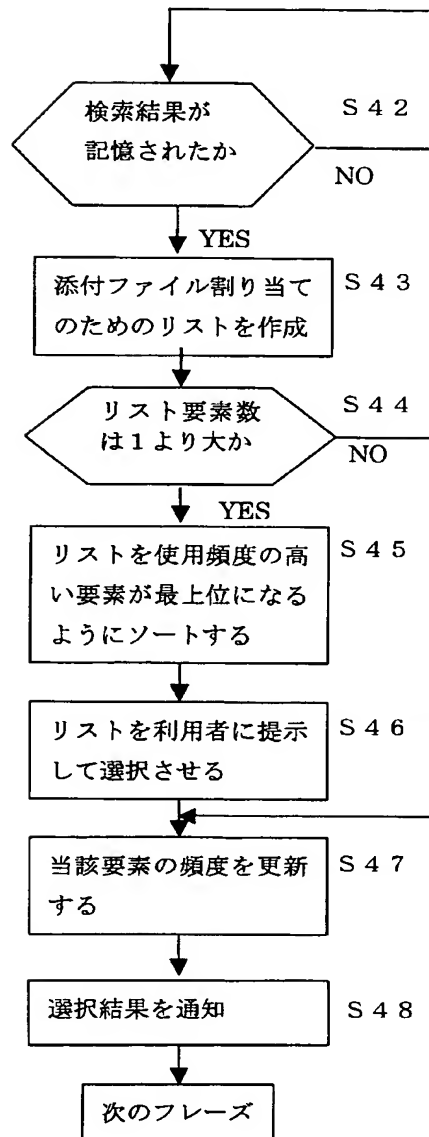 検索結果が
記憶されたか
S42
NO
YES
添付ファイル割り当て
のためのリストを作成
S43
リスト要素数
は1より大か
S44
NO
YES
リストを使用頻度の高
い要素が最上位になる
ようにソートする
S45
リストを利用者に提示
して選択させる
S46
当該要素の頻度を更新
する
S47
選択結果を通知
S48
次のフレーズ